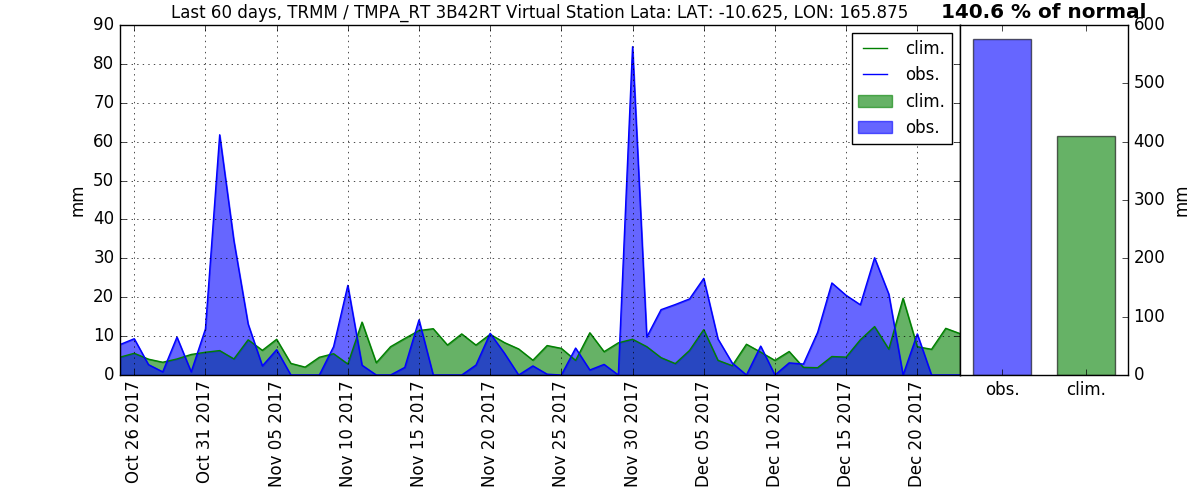 Last 60 days, TRMM / TMPA_RT 3B42RT Virtual Station Lata: LAT: -10.625, LON: 165.875
140.6 % of normal
90
80
70
60
50
40
30
20
10
0
mm
clim.
obs.
clim.
obs.
Oct 26 2017
Oct 31 2017
Nov 05 2017
Nov 10 2017
Nov 15 2017
Nov 20 2017
Nov 25 2017
Nov 30 2017
Dec 05 2017
Dec 10 2017
Dec 15 2017
Dec 20 2017
600
500
400
300
200
100
0
mm
obs.
clim.